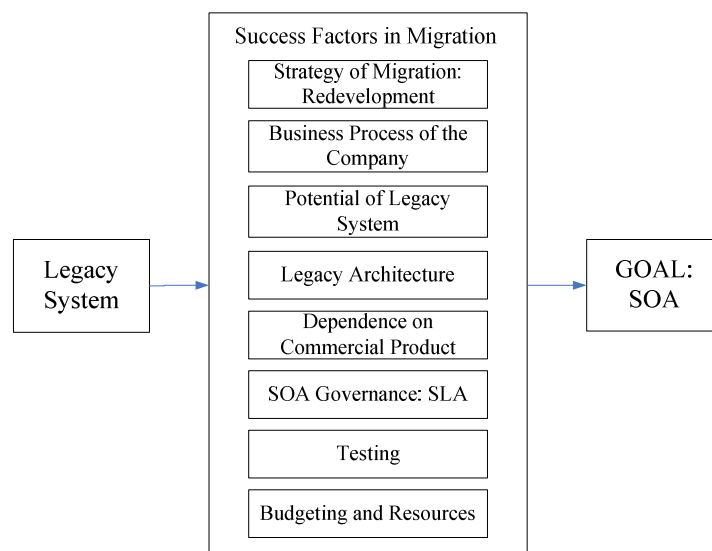 Success Factors in Migration
Strategy of Migration:
Redevelopment
Business Process of the
Company
Potential of Legacy
System
Legacy
System
Legacy Architecture
GOAL:
SOA
Dependence on
Commercial Product
SOA Governance: SLA
Testing
Budgeting and Resources